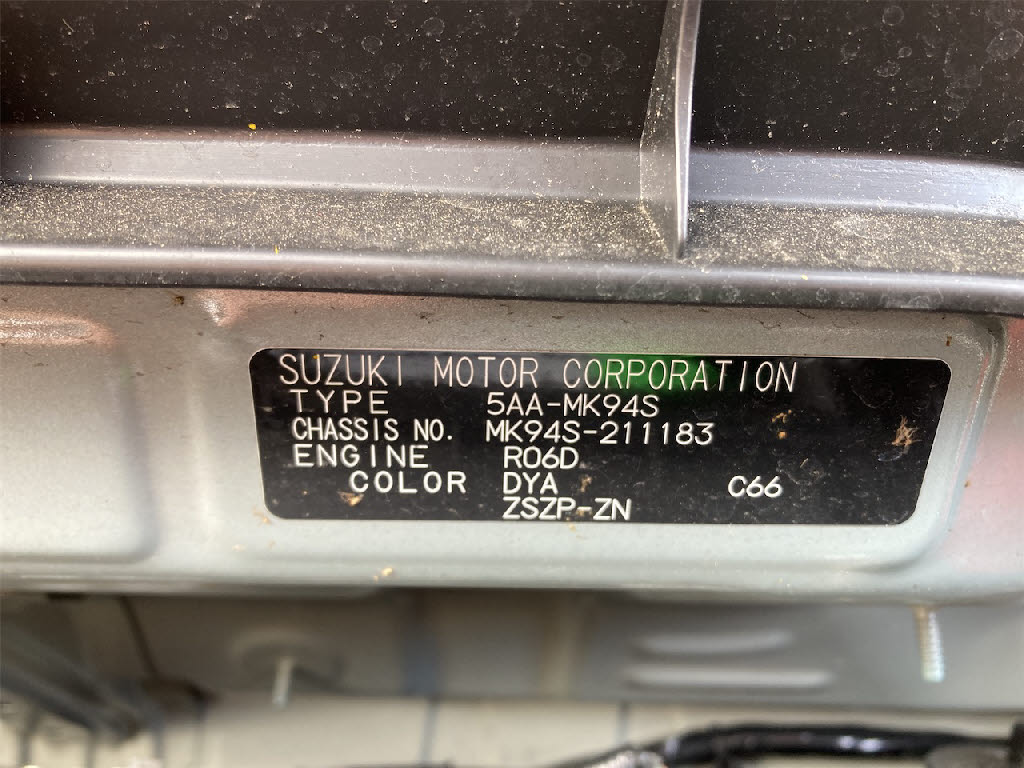 SUZUKI MOTOR CORPORATION
TYPE 5AA-MK94S
CHASSIS NO. MK94S-211183
ENGINE R06D
COLOR DYA C66
ZSZP-ZN